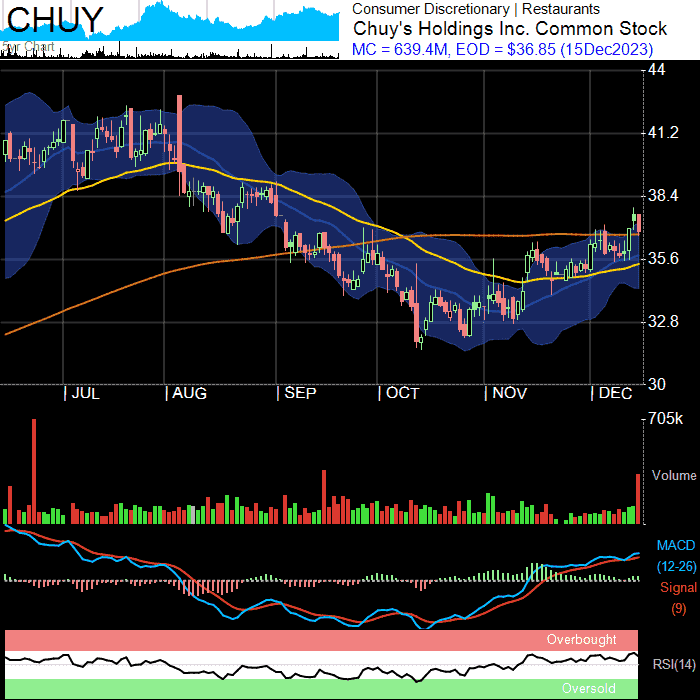 CHUY
5yr Chart
Consumer Discretionary | Restaurants
Chuy's Holdings Inc. Common Stock
MC = 639.4M, EOD = $36.85 (15Dec2023)
44
41.2
38.4
35.6
32.8
30
| JUL | AUG | SEP | OCT | NOV | DEC
705k
Volume
MACD
(12-26)
Signal
(9)
Overbought
RSI(14)
Oversold